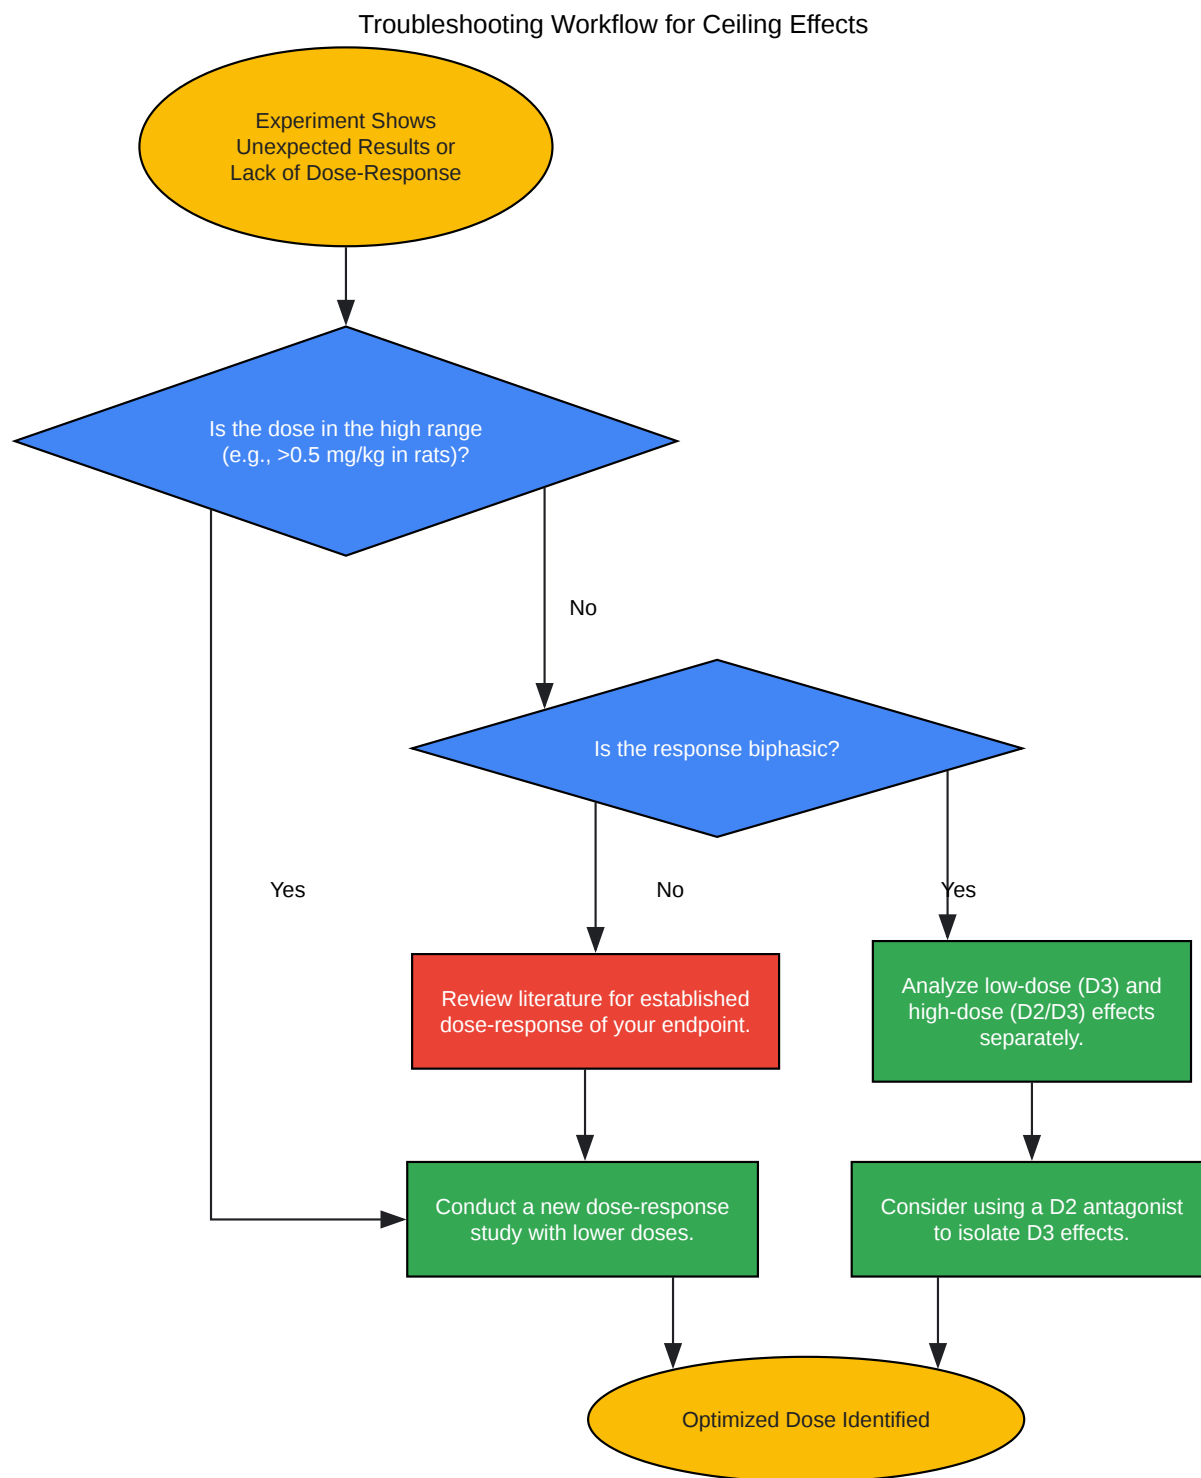 Troubleshooting Workflow for Ceiling Effects
Experiment Shows
Unexpected Results or
Lack of Dose-Response
Is the dose in the high range
(e.g., >0.5 mg/kg in rats)?
No
Is the response biphasic?
Yes
No
Yes
Review literature for established
dose-response of your endpoint.
Analyze low-dose (D3) and
high-dose (D2/D3) effects
separately.
Conduct a new dose-response
study with lower doses.
Consider using a D2 antagonist
to isolate D3 effects.
Optimized Dose Identified